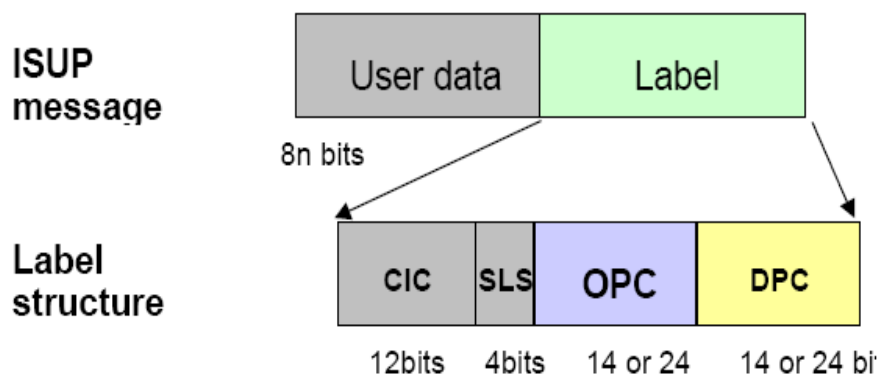 ISUP
message
User data
Label
8n bits
Label
structure
CIC
SLS
OPC
DPC
12bits
4bits
14 or 24
14 or 24 bi